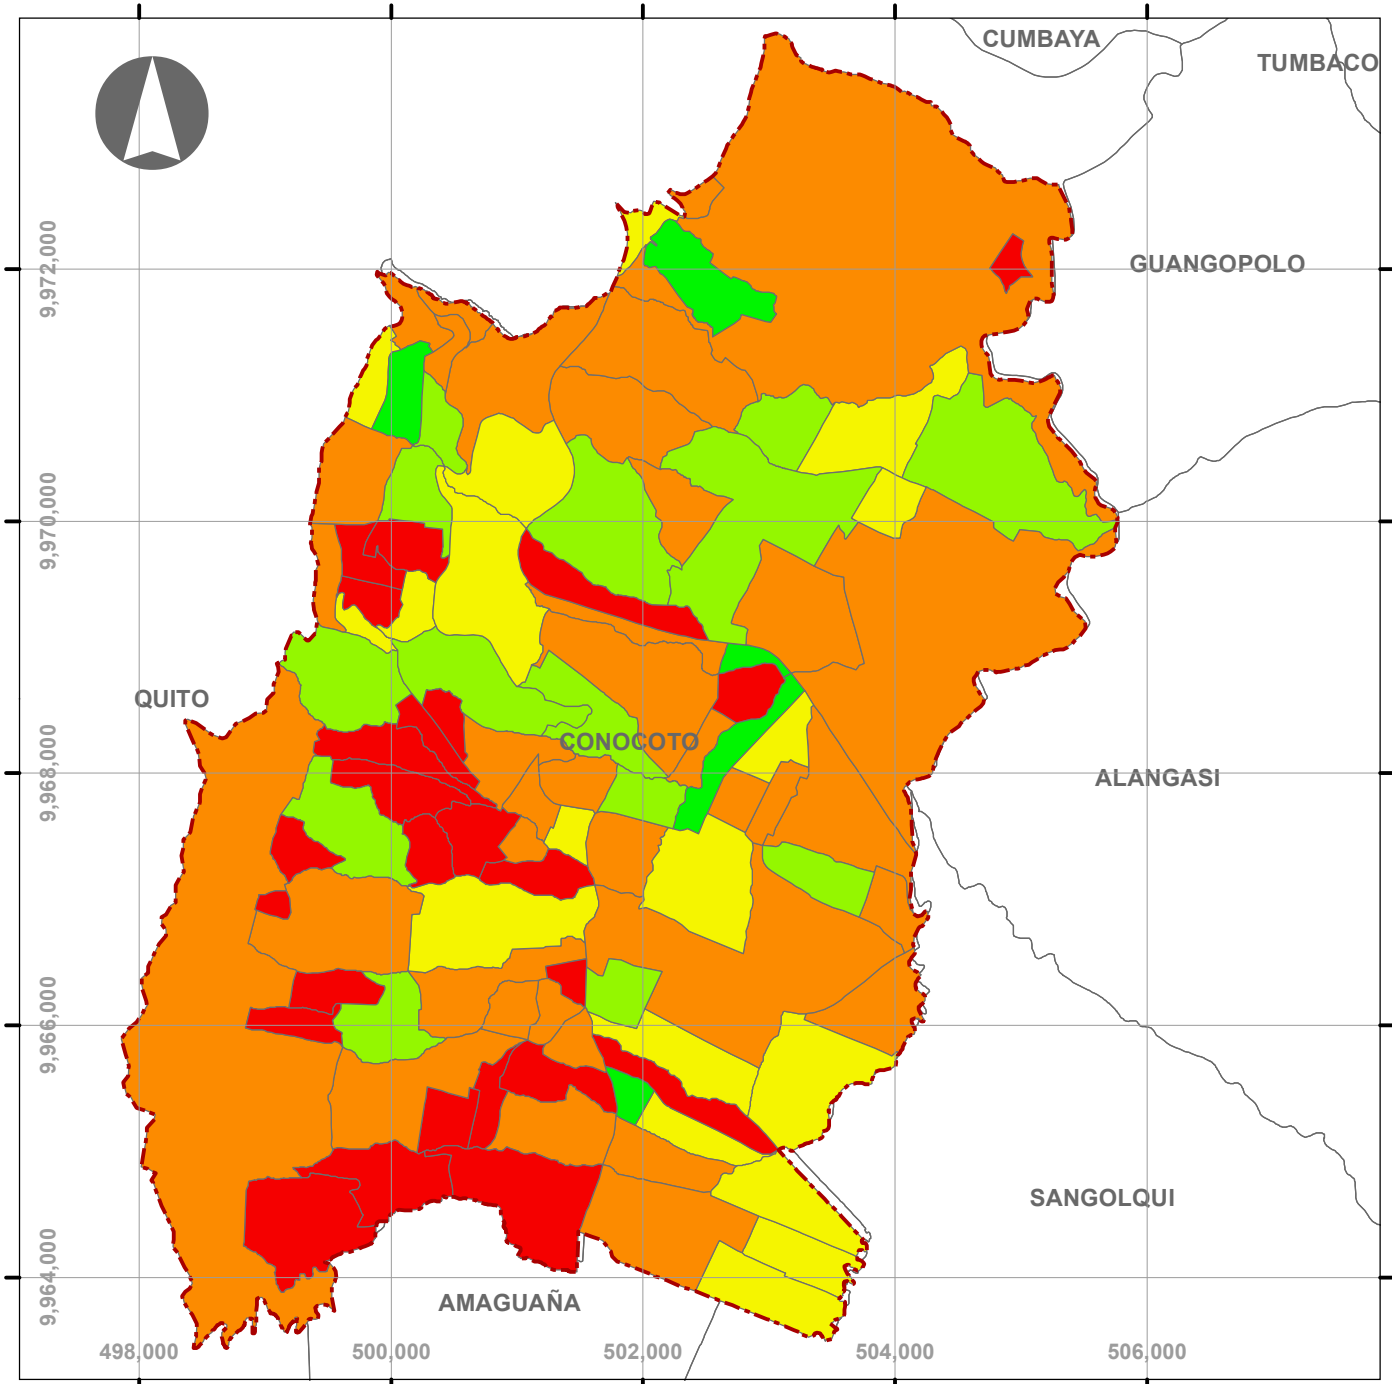 CUMBAYA
TUMBACO
9,972,000
GUANGOPOLO
9,970,000
QUITO
CONOCOTO
9,968,000
ALANGASI
9,966,000
SANGOLQUI
9,964,000
AMAGUAÑA
498,000
500,000
502,000
504,000
506,000